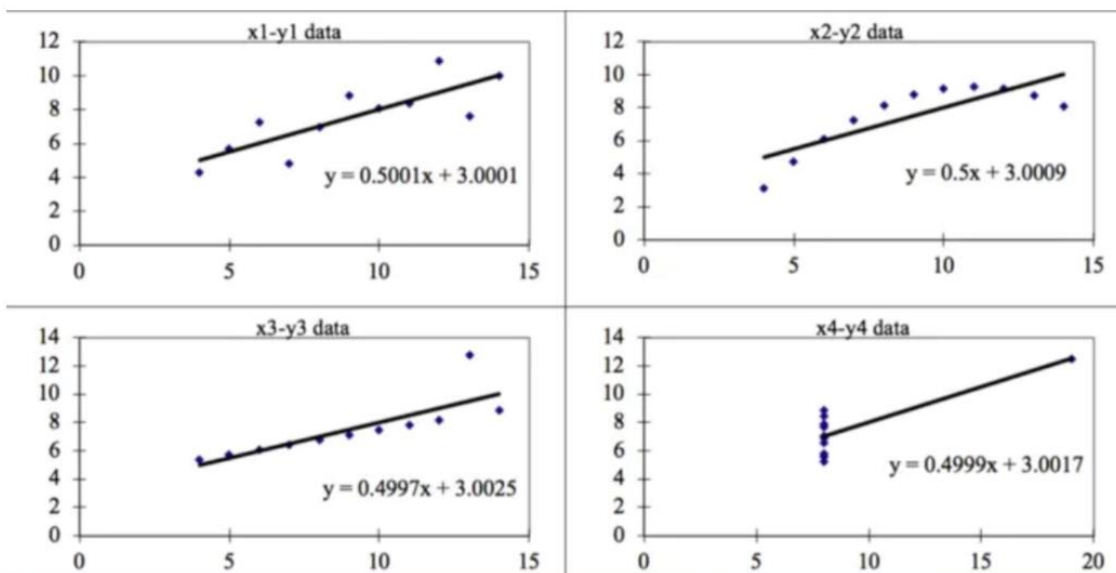 x1-y1 data
12
10
8
6
4
2
0
y = 0.5001x + 3.0001
0 5 10 15
x2-y2 data
12
10
8
6
4
2
0
y = 0.5x + 3.0009
0 5 10 15
x3-y3 data
14
12
10
8
6
4
2
0
y = 0.4997x + 3.0025
0 5 10 15
x4-y4 data
14
12
10
8
6
4
2
0
y = 0.4999x + 3.0017
0 5 10 15 20